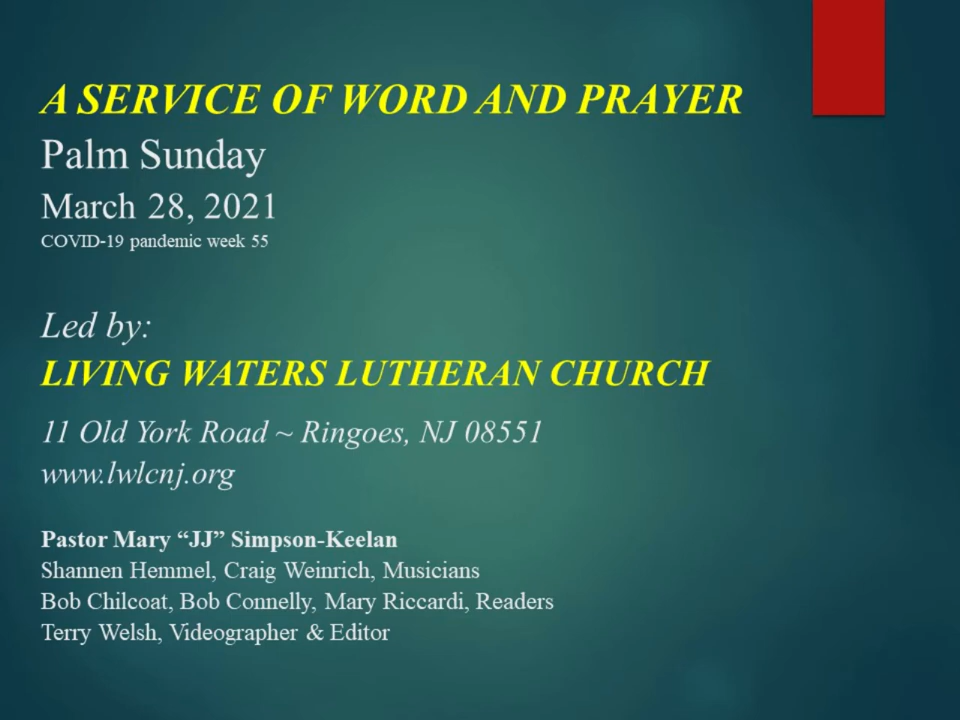 A SERVICE OF WORD AND PRAYER
Palm Sunday
March 28, 2021
COVID-19 pandemic week 55
Led by:
LIVING WATERS LUTHERAN CHURCH
11 Old York Road ~ Ringoes, NJ 08551
www.lwlcnj.org
Pastor Mary “JJ” Simpson-Keelan
Shannen Hemmel, Craig Weinrich, Musicians
Bob Chilcoat, Bob Connelly, Mary Riccardi, Readers
Terry Welsh, Videographer & Editor